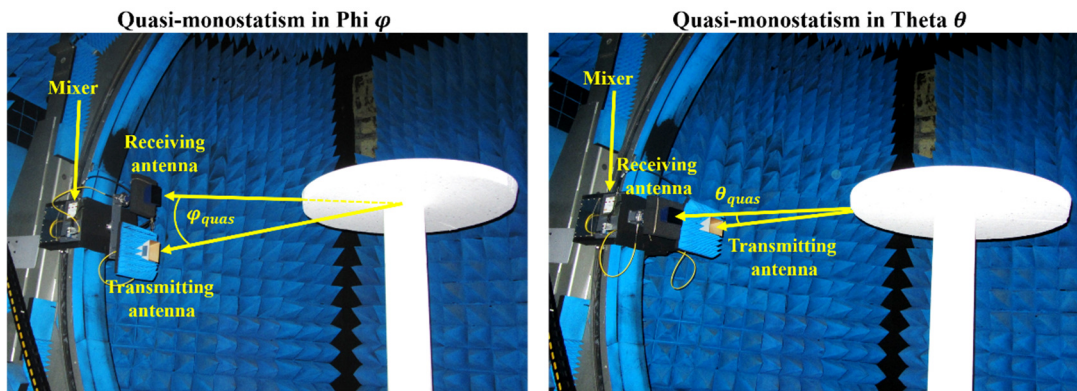 Quasi-monostatism in Phi φ
Mixer
Receiving
antenna
φquas
Transmitting
antenna
Quasi-monostatism in Theta θ
Mixer
Receiving
antenna
θquas
Transmitting
antenna